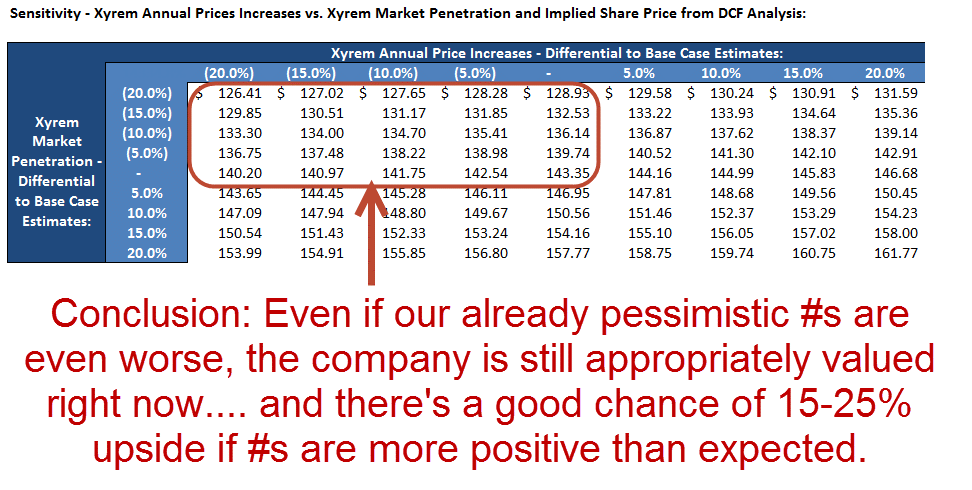 Sensitivity - Xyrem Annual Prices Increases vs. Xyrem Market Penetration and Implied Share Price from DCF Analysis:
Xyrem Annual Price Increases - Differential to Base Case Estimates:
(20.0%) (15.0%) (10.0%) (5.0%) - 5.0% 10.0% 15.0% 20.0%
Xyrem
Market
Penetration -
Differential
to Base Case
Estimates:
(20.0%) $ 126.41 $ 127.02 $ 127.65 $ 128.28 $ 128.93 $ 129.58 $ 130.24 $ 130.91 $ 131.59
(15.0%) 129.85 130.51 131.17 131.85 132.53 133.22 133.93 134.64 135.36
(10.0%) 133.30 134.00 134.70 135.41 136.14 136.87 137.62 138.37 139.14
(5.0%) 136.75 137.48 138.22 138.98 139.74 140.52 141.30 142.10 142.91
- 140.20 140.97 141.75 142.54 143.35 144.16 144.99 145.83 146.68
5.0% 143.65 144.45 145.28 146.11 146.95 147.81 148.68 149.56 150.45
10.0% 147.09 147.94 148.80 149.67 150.56 151.46 152.37 153.29 154.23
15.0% 150.54 151.43 152.33 153.24 154.16 155.10 156.05 157.02 158.00
20.0% 153.99 154.91 155.85 156.80 157.77 158.75 159.74 160.75 161.77
Conclusion: Even if our already pessimistic #s are
even worse, the company is still appropriately valued
right now.... and there's a good chance of 15-25%
upside if #s are more positive than expected.